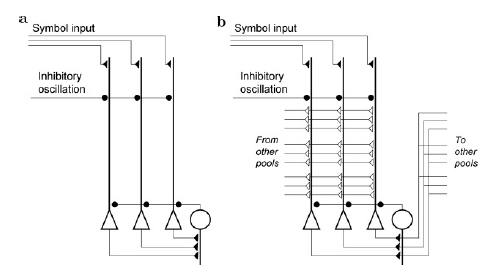 a
Symbol input
Inhibitory
oscillation
b
Symbol input
Inhibitory
oscillation
From
other
pools
To
other
pools